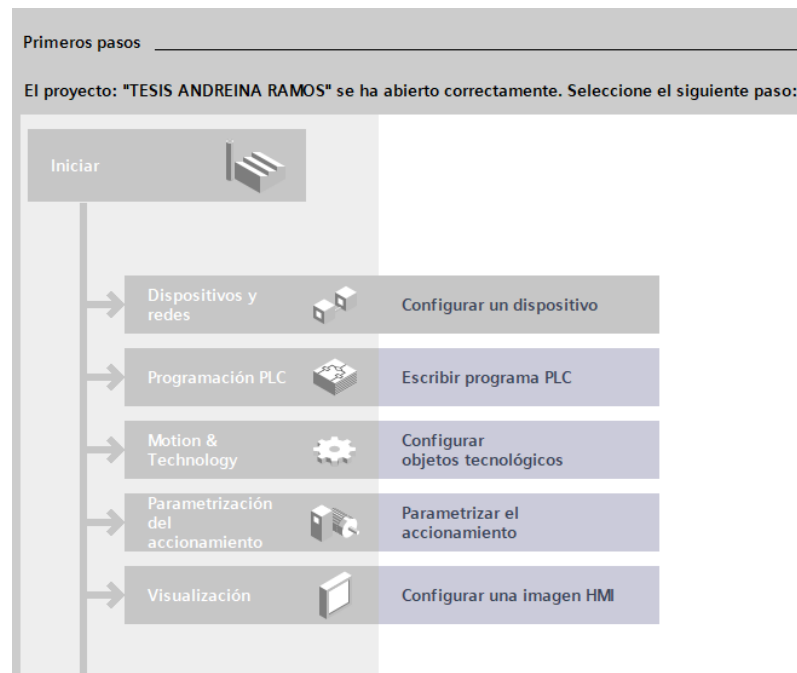 Primeros pasos
El proyecto: "TESIS ANDREINA RAMOS" se ha abierto correctamente. Seleccione el siguiente paso:
Iniciar
Dispositivos y
redes
Configurar un dispositivo
Programación PLC
Escribir programa PLC
Motion &
Technology
Configurar
objetos tecnológicos
Parametrización
del
accionamiento
Parametrizar el
accionamiento
Visualización
Configurar una imagen HMI